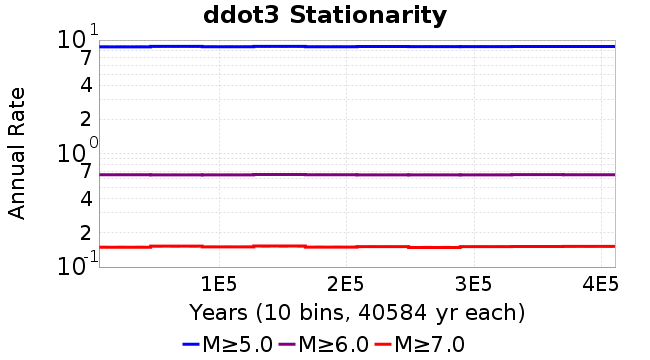 ddot3 Stationarity
Annual Rate
10^1
7
4
2
10^0
7
4
2
10^-1
1E5 2E5 3E5 4E5
Years (10 bins, 40584 yr each)
M≥5.0 M≥6.0 M≥7.0